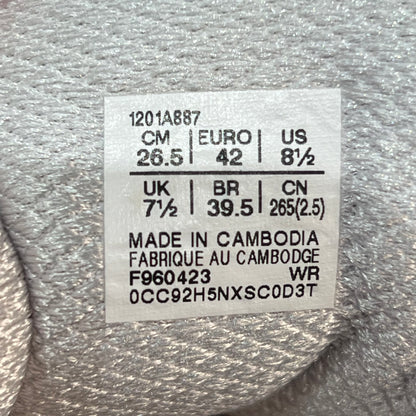 1201A887
CM EURO US
26.5 42 8½
UK BR CN
7½ 39.5 265(2.5)
MADE IN CAMBODIA
FABRIQUE AU CAMBODGE
F960423 WR
0CC92H5NXSC0D3T